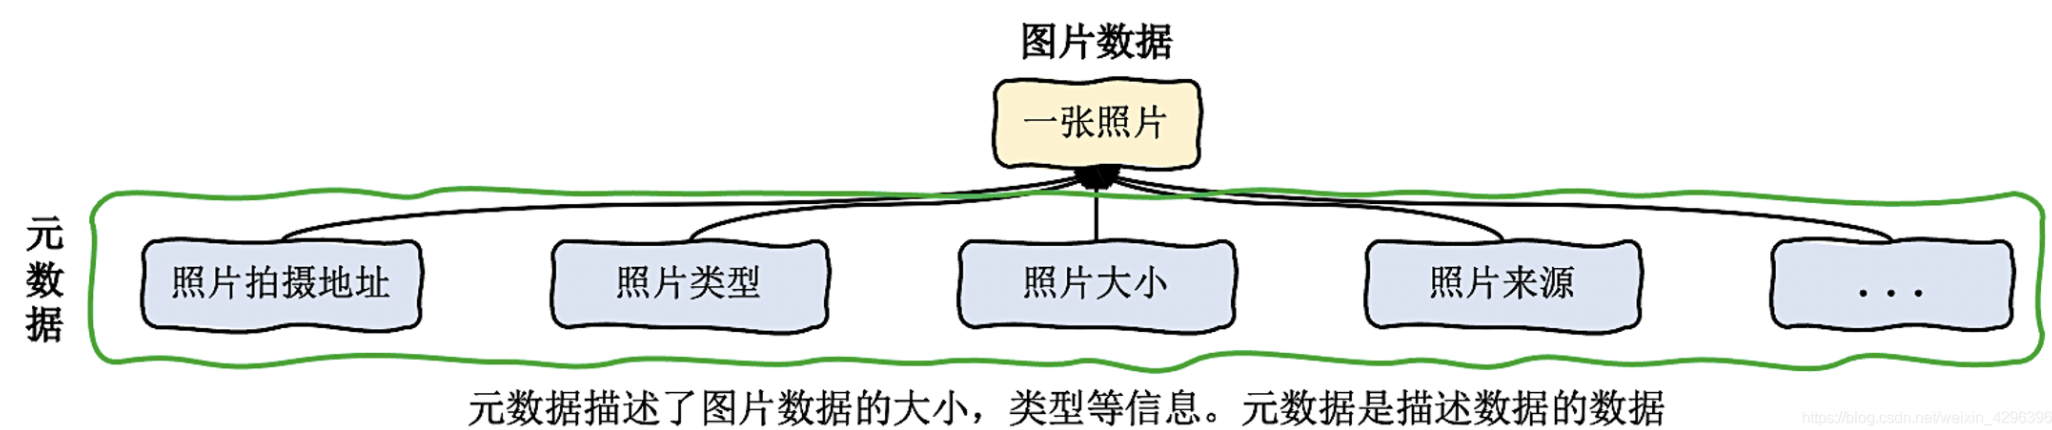 图片数据
一张照片
元数据
照片拍摄地址
照片类型
照片大小
照片来源
...
元数据描述了图片数据的大小，类型等信息。元数据是描述数据的数据
https://blog.csdn.net/weixin_4296396